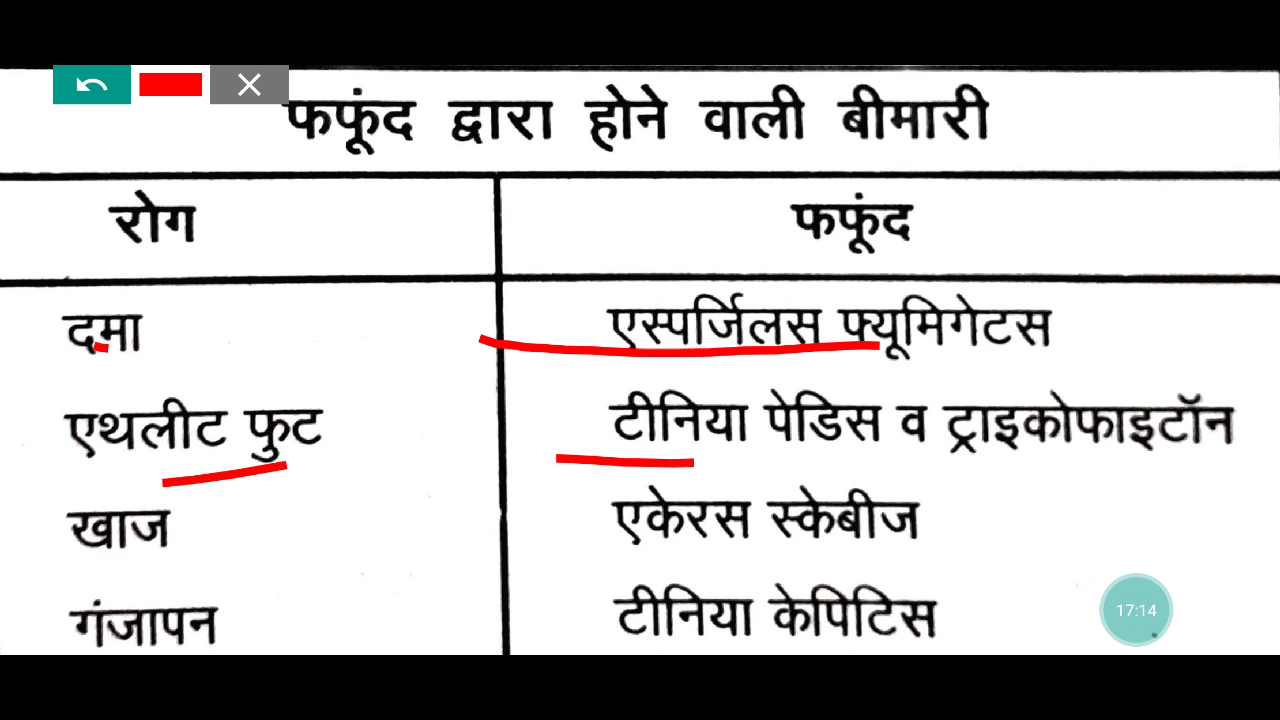 फफूंद द्वारा होने वाली बीमारी
रोग फफूंद
दमा एस्पर्जिलस फ्यूमिगेटस
एथलीट फुट टीनिया पेडिस व ट्राइकोफाइटॉन
खाज एकेरस स्केबीज
गंजापन टीनिया केपिटिस
17:14